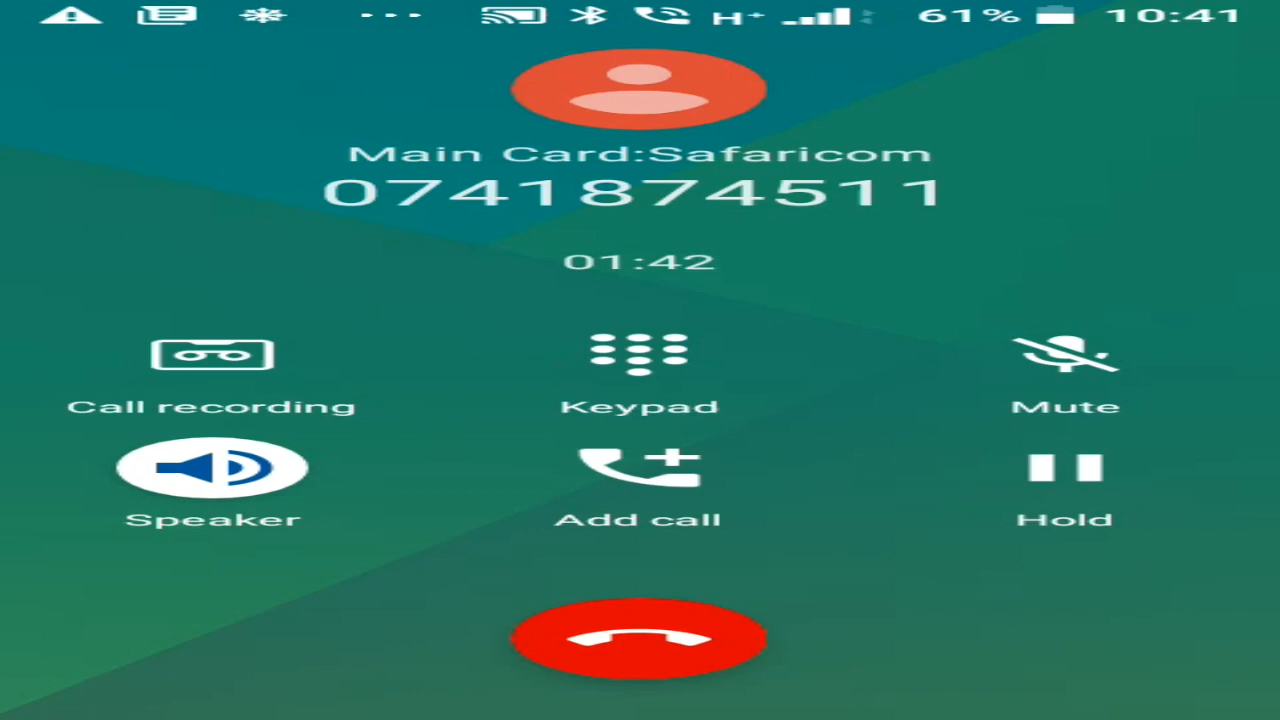 H+ 61% 10:41
Main Card:Safaricom
0741874511
01:42
Call recording Keypad Mute
Speaker Add call Hold